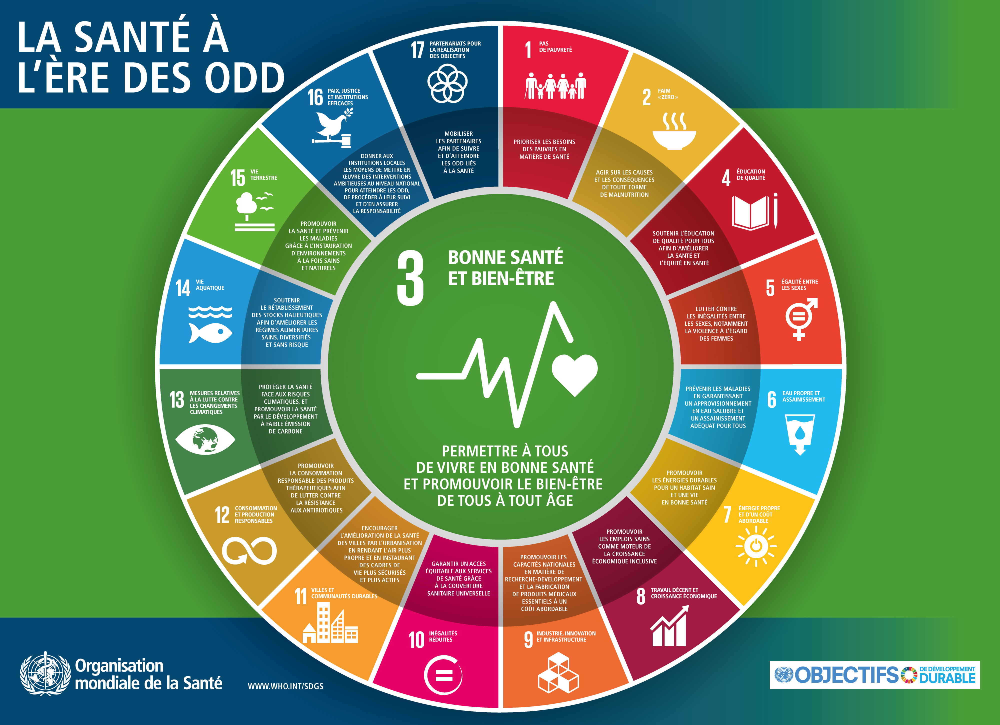 LA SANTÉ À
L'ÈRE DES ODD
17
PARTENARIATS POUR
LA RÉALISATION
DES OBJECTIFS
MOBILISER
LES PARTENAIRES
AFIN DE SUIVRE
ET D'ATTEINDRE
LES ODD LIÉS
À LA SANTÉ
1
PAS
DE PAUVRETÉ
PRIORISER LES BESOINS
DES PAUVRES EN
MATIÈRE DE SANTÉ
2
FAIM
« ZÉRO »
AGIR SUR LES CAUSES
ET LES CONSÉQUENCES
DE TOUTE FORME
DE MALNUTRITION
4
ÉDUCATION
DE QUALITÉ
SOUTENIR L'ÉDUCATION
DE QUALITÉ POUR TOUS
AFIN D'AMÉLIORER
LA SANTÉ ET
L'ÉQUITÉ EN SANTÉ
5
ÉGALITÉ ENTRE
LES SEXES
LUTTER CONTRE
LES INÉGALITÉS ENTRE
LES SEXES, NOTAMMENT
LA VIOLENCE À L'ÉGARD
DES FEMMES
6
EAU PROPRE ET
ASSAINISSEMENT
PRÉVENIR LES MALADIES
EN GARANTISSANT
UN APPROVISIONNEMENT
EN EAU SALUBRE ET
UN ASSAINISSEMENT
ADÉQUAT POUR TOUS
7
ÉNERGIE PROPRE
ET D'UN COÛT
ABORDABLE
PROMOUVOIR
LES ÉNERGIES DURABLES
POUR UN HABITAT SAIN
ET UNE VIE
EN BONNE SANTÉ
8
TRAVAIL DÉCENT ET
CROISSANCE ÉCONOMIQUE
PROMOUVOIR
LES EMPLOIS SAINS
COMME MOTEUR DE
LA CROISSANCE
ÉCONOMIQUE INCLUSIVE
9
INDUSTRIE, INNOVATION
ET INFRASTRUCTURE
PROMOUVOIR LES
CAPACITÉS NATIONALES
EN MATIÈRE DE
RECHERCHE-DÉVELOPPEMENT
ET LA FABRICATION
DE PRODUITS MÉDICAUX
ESSENTIELS À UN
COÛT ABORDABLE
10
INÉGALITÉS
RÉDUITES
GARANTIR UN ACCÈS
ÉQUITABLE AUX SERVICES
DE SANTÉ GRÂCE
À LA COUVERTURE
SANITAIRE UNIVERSELLE
11
VILLES ET
COMMUNAUTÉS DURABLES
ENCOURAGER
L'AMÉLIORATION DE LA SANTÉ
DES VILLES PAR L'URBANISATION
EN RENDANT L'AIR PLUS
PROPRE ET EN INSTAURANT
DES CADRES DE
VIE PLUS SÉCURISÉS
ET PLUS ACTIFS
12
CONSOMMATION
ET PRODUCTION
RESPONSABLES
PROMOUVOIR
LA CONSOMMATION
RESPONSABLE DES PRODUITS
THÉRAPEUTIQUES AFIN
DE LUTTER CONTRE
LA RÉSISTANCE
AUX ANTIBIOTIQUES
13
MESURES RELATIVES
À LA LUTTE CONTRE
LES CHANGEMENTS
CLIMATIQUES
PROTÉGER LA SANTÉ
FACE AUX RISQUES
CLIMATIQUES, ET
PROMOUVOIR LA SANTÉ
PAR LE DÉVELOPPEMENT
À FAIBLE ÉMISSION
DE CARBONE
14
VIE
AQUATIQUE
SOUTENIR
LE RÉTABLISSEMENT
DES STOCKS HALIEUTIQUES
AFIN D'AMÉLIORER LES
RÉGIMES ALIMENTAIRES
SAINS, DIVERSIFIÉS
ET SANS RISQUE
15
VIE
TERRESTRE
PROMOUVOIR
LA SANTÉ ET PRÉVENIR
LES MALADIES
GRÂCE À L'INSTAURATION
D'ENVIRONNEMENTS
À LA FOIS SAINS
ET NATURELS
16
PAIX, JUSTICE
ET INSTITUTIONS
EFFICACES
DONNER AUX
INSTITUTIONS LOCALES
LES MOYENS DE METTRE EN
ŒUVRE DES INTERVENTIONS
AMBITIEUSES AU NIVEAU NATIONAL
POUR ATTEINDRE LES ODD,
DE PROCÉDER À LEUR SUIVI
ET D'EN ASSURER
LA RESPONSABILITÉ
3
BONNE SANTÉ
ET BIEN-ÊTRE
PERMETTRE À TOUS
DE VIVRE EN BONNE SANTÉ
ET PROMOUVOIR LE BIEN-ÊTRE
DE TOUS À TOUT ÂGE
Organisation
mondiale de la Santé
WWW.WHO.INT/SDGS
OBJECTIFS
DE DÉVELOPPEMENT
DURABLE